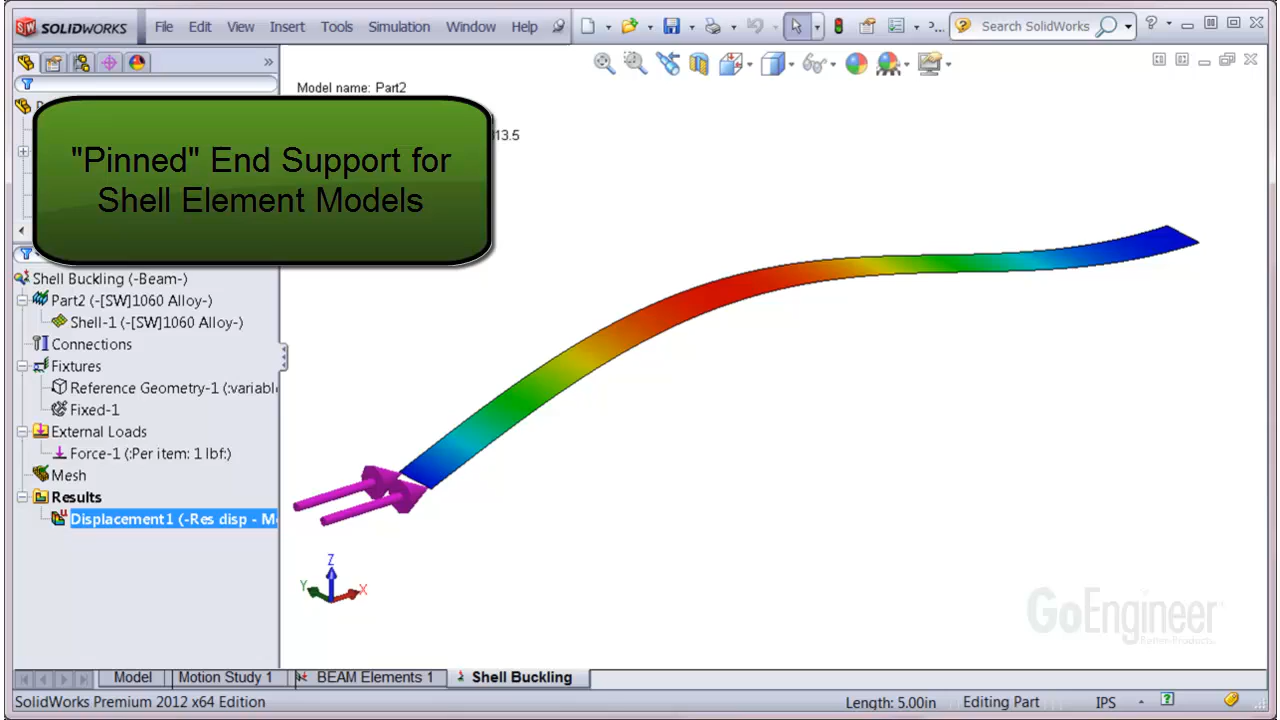 SW SOLIDWORKS File Edit View Insert Tools Simulation Window Help ... Search SolidWorks
Model name: Part2
13.5
"Pinned" End Support for
Shell Element Models
Shell Buckling (-Beam-)
Part2 (-[SW]1060 Alloy-)
Shell-1 (-[SW]1060 Alloy-)
Connections
Fixtures
Reference Geometry-1 (:variabl
Fixed-1
External Loads
Force-1 (:Per item: 1 lbf:)
Mesh
Results
Displacement1 (-Res disp - M
Z
Y
X
GoEngineer
Model Motion Study 1 BEAM Elements 1 Shell Buckling
SolidWorks Premium 2012 x64 Edition Length: 5.00in Editing Part IPS